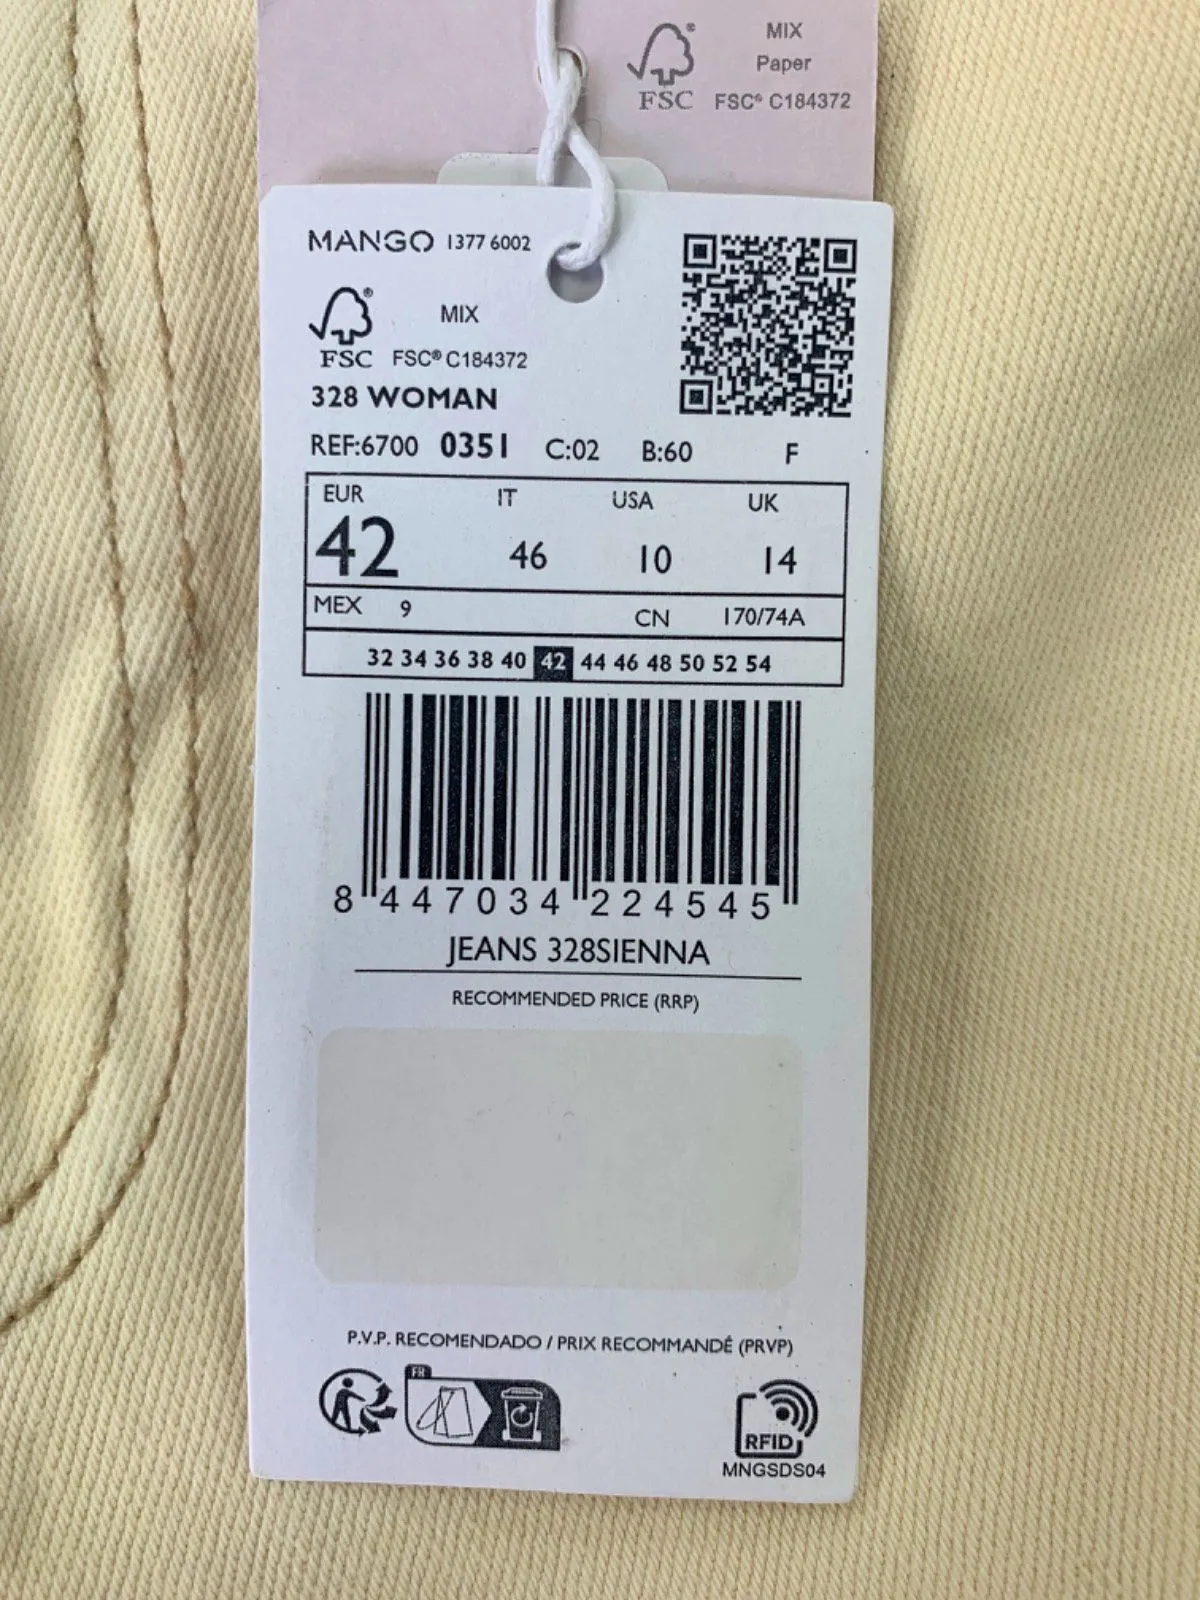 MIX
Paper
FSC FSC® C184372
MANGO 1377 6002
MIX
FSC FSC® C184372
328 WOMAN
REF:6700 0351 C:02 B:60 F
EUR IT USA UK
42 46 10 14
MEX 9 CN 170/74A
32 34 36 38 40 42 44 46 48 50 52 54
8 447034 224545
JEANS 328SIENNA
RECOMMENDED PRICE (RRP)
P.V.P. RECOMENDADO / PRIX RECOMMANDÉ (PRVP)
FR
RFID
MNGSDS04